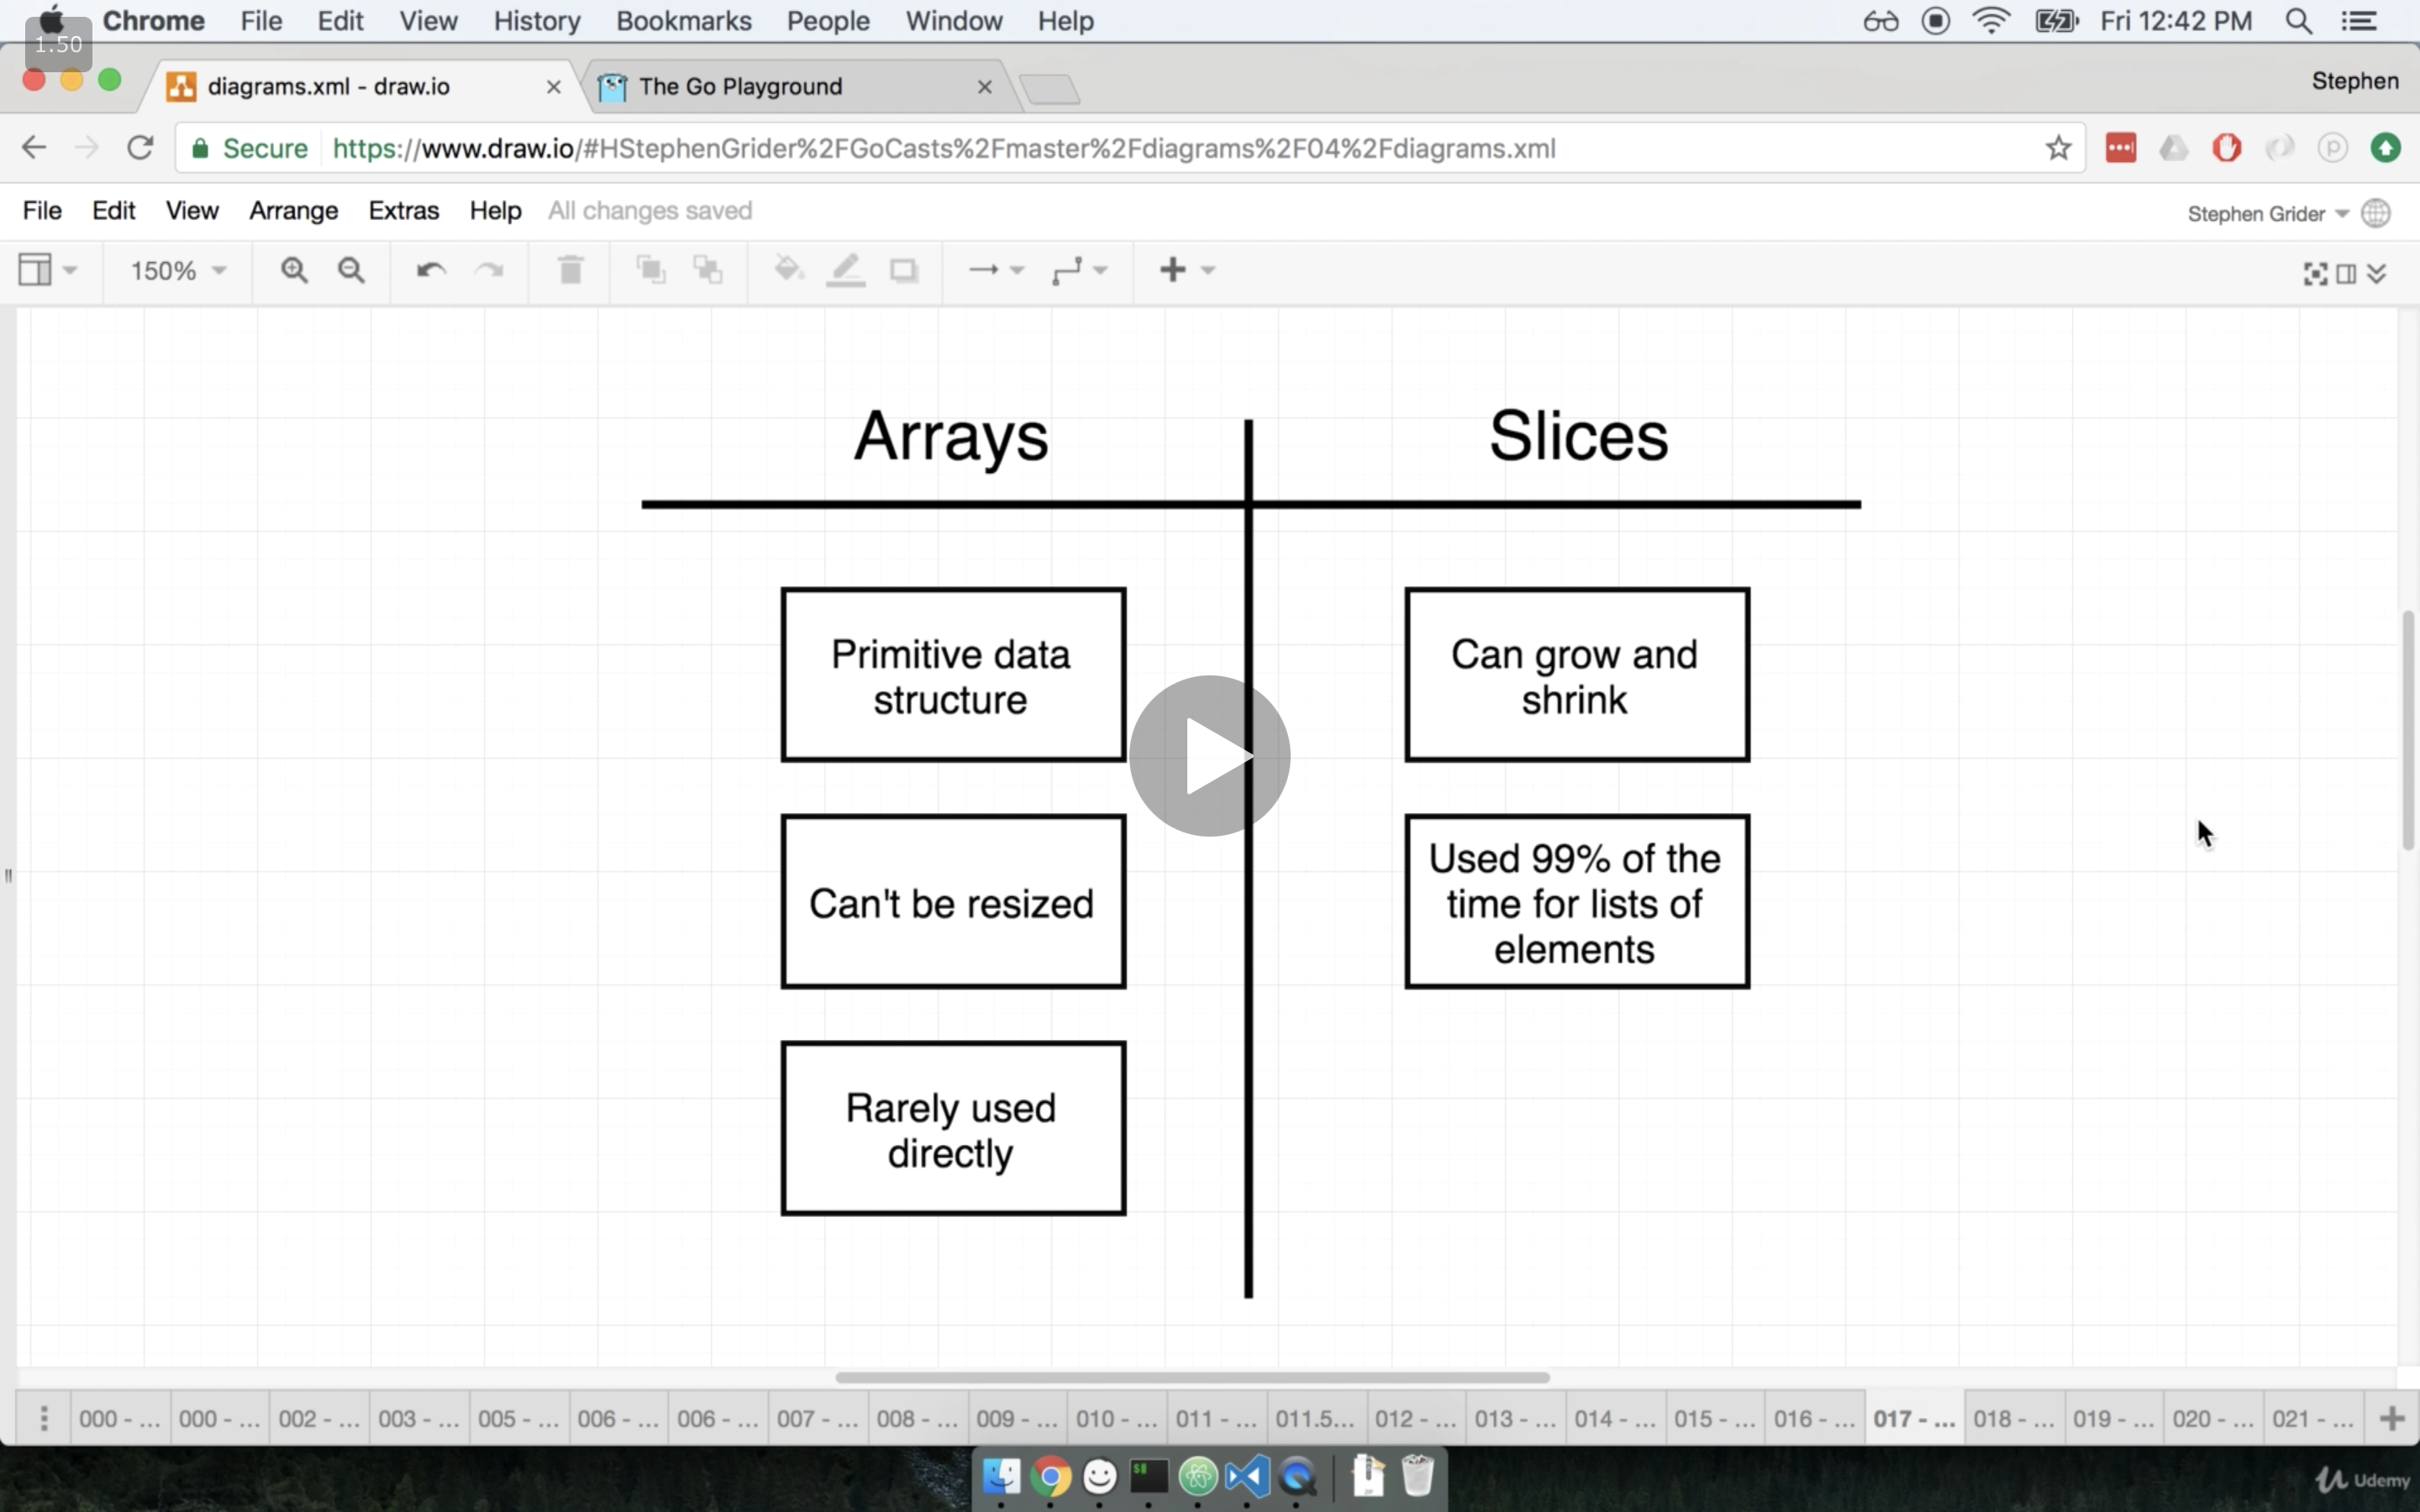 Chrome File Edit View History Bookmarks People Window Help Fri 12:42 PM
1.50
diagrams.xml - draw.io The Go Playground Stephen
Secure https://www.draw.io/#HStephenGrider%2FGoCasts%2Fmaster%2Fdiagrams%2F04%2Fdiagrams.xml
File Edit View Arrange Extras Help All changes saved Stephen Grider
150%
Arrays
Slices
Primitive data
structure
Can't be resized
Rarely used
directly
Can grow and
shrink
Used 99% of the
time for lists of
elements
000 - ... 000 - ... 002 - ... 003 - ... 005 - ... 006 - ... 006 - ... 007 - ... 008 - ... 009 - ... 010 - ... 011 - ... 011.5... 012 - ... 013 - ... 014 - ... 015 - ... 016 - ... 017 - ... 018 - ... 019 - ... 020 - ... 021 - ...
Udemy